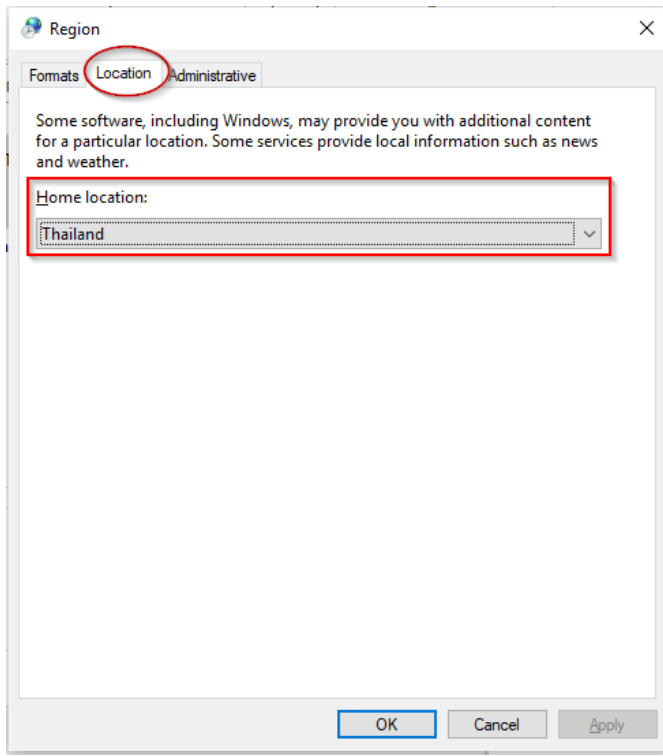 Region
Formats Location Administrative
Some software, including Windows, may provide you with additional content
for a particular location. Some services provide local information such as news
and weather.
Home location:
Thailand
OK Cancel Apply